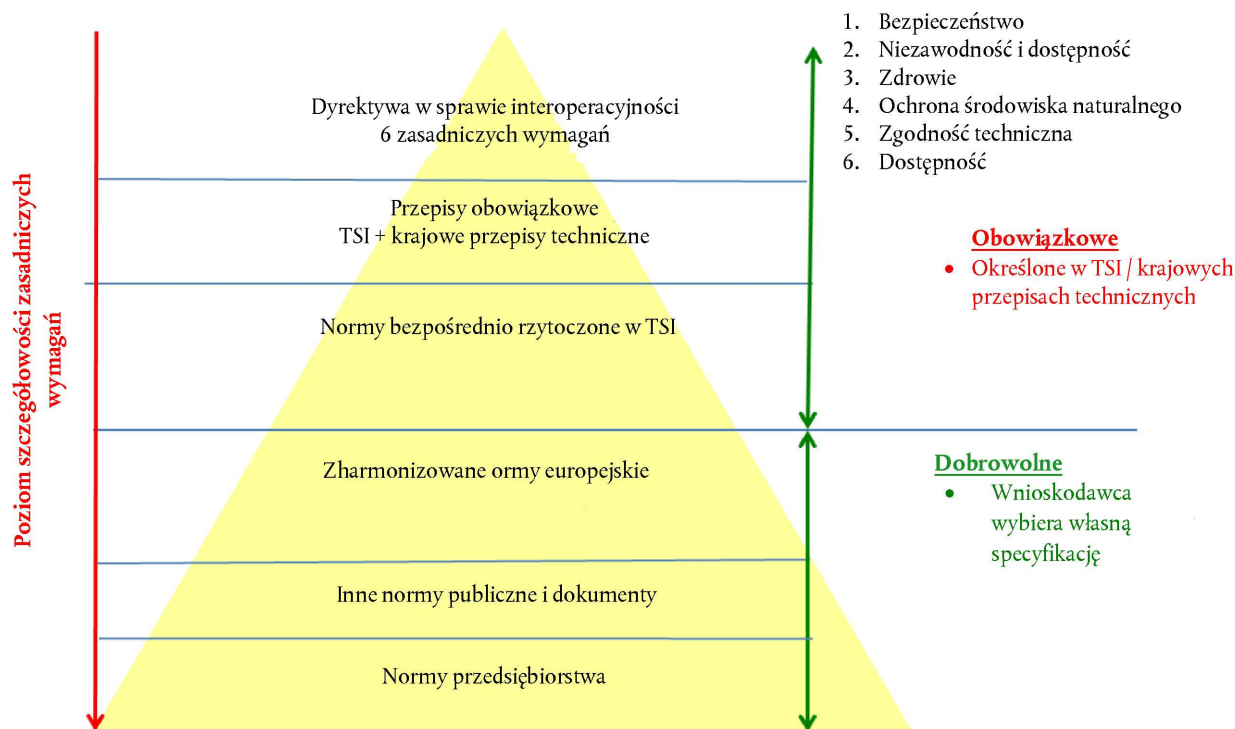 1. Bezpieczeństwo
2. Niezawodność i dostępność
3. Zdrowie
4. Ochrona środowiska naturalnego
5. Zgodność techniczna
6. Dostępność
Dyrektywa w sprawie interoperacyjności
6 zasadniczych wymagań
Przepisy obowiązkowe
TSI + krajowe przepisy techniczne
Normy bezpośrednio rzytoczone w TSI
Zharmonizowane ormy europejskie
Inne normy publiczne i dokumenty
Normy przedsiębiorstwa
Poziom szczegółowości zasadniczych
wymagań
Obowiązkowe
• Określone w TSI / krajowych
przepisach technicznych
Dobrowolne
• Wnioskodawca
wybiera własną
specyfikację